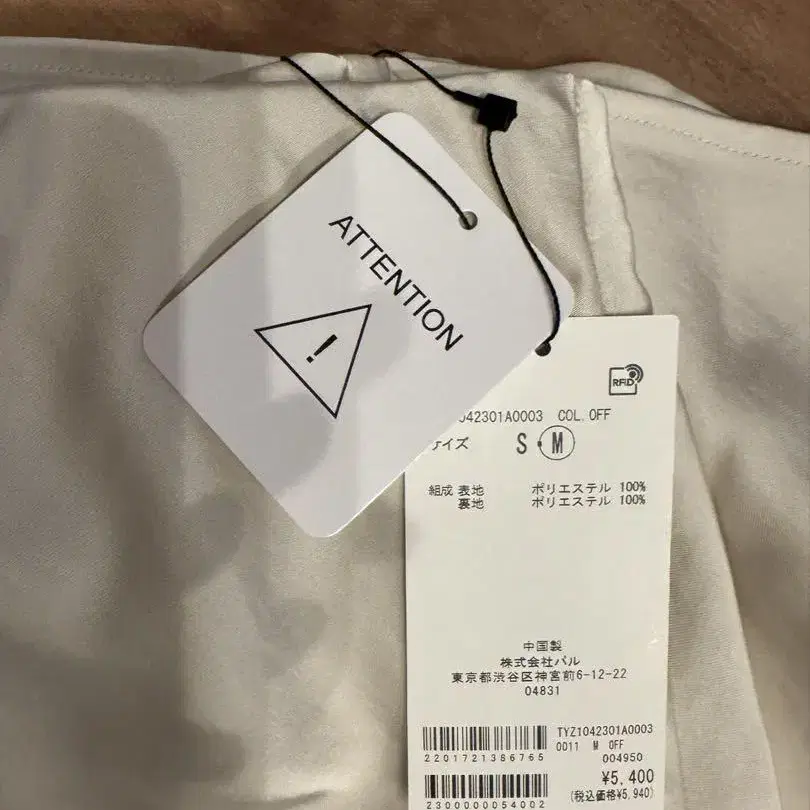 ATTENTION
!
RFID
042301A0003 COL. OFF
サイズ S・M
組成 表地 ポリエステル 100%
裏地 ポリエステル 100%
中国製
株式会社パル
東京都渋谷区神宮前6-12-22
04831
TYZ1042301A0003
0011 M OFF
2201721386765
004950
¥5,400
(税込価格¥5,940)
2300000054002